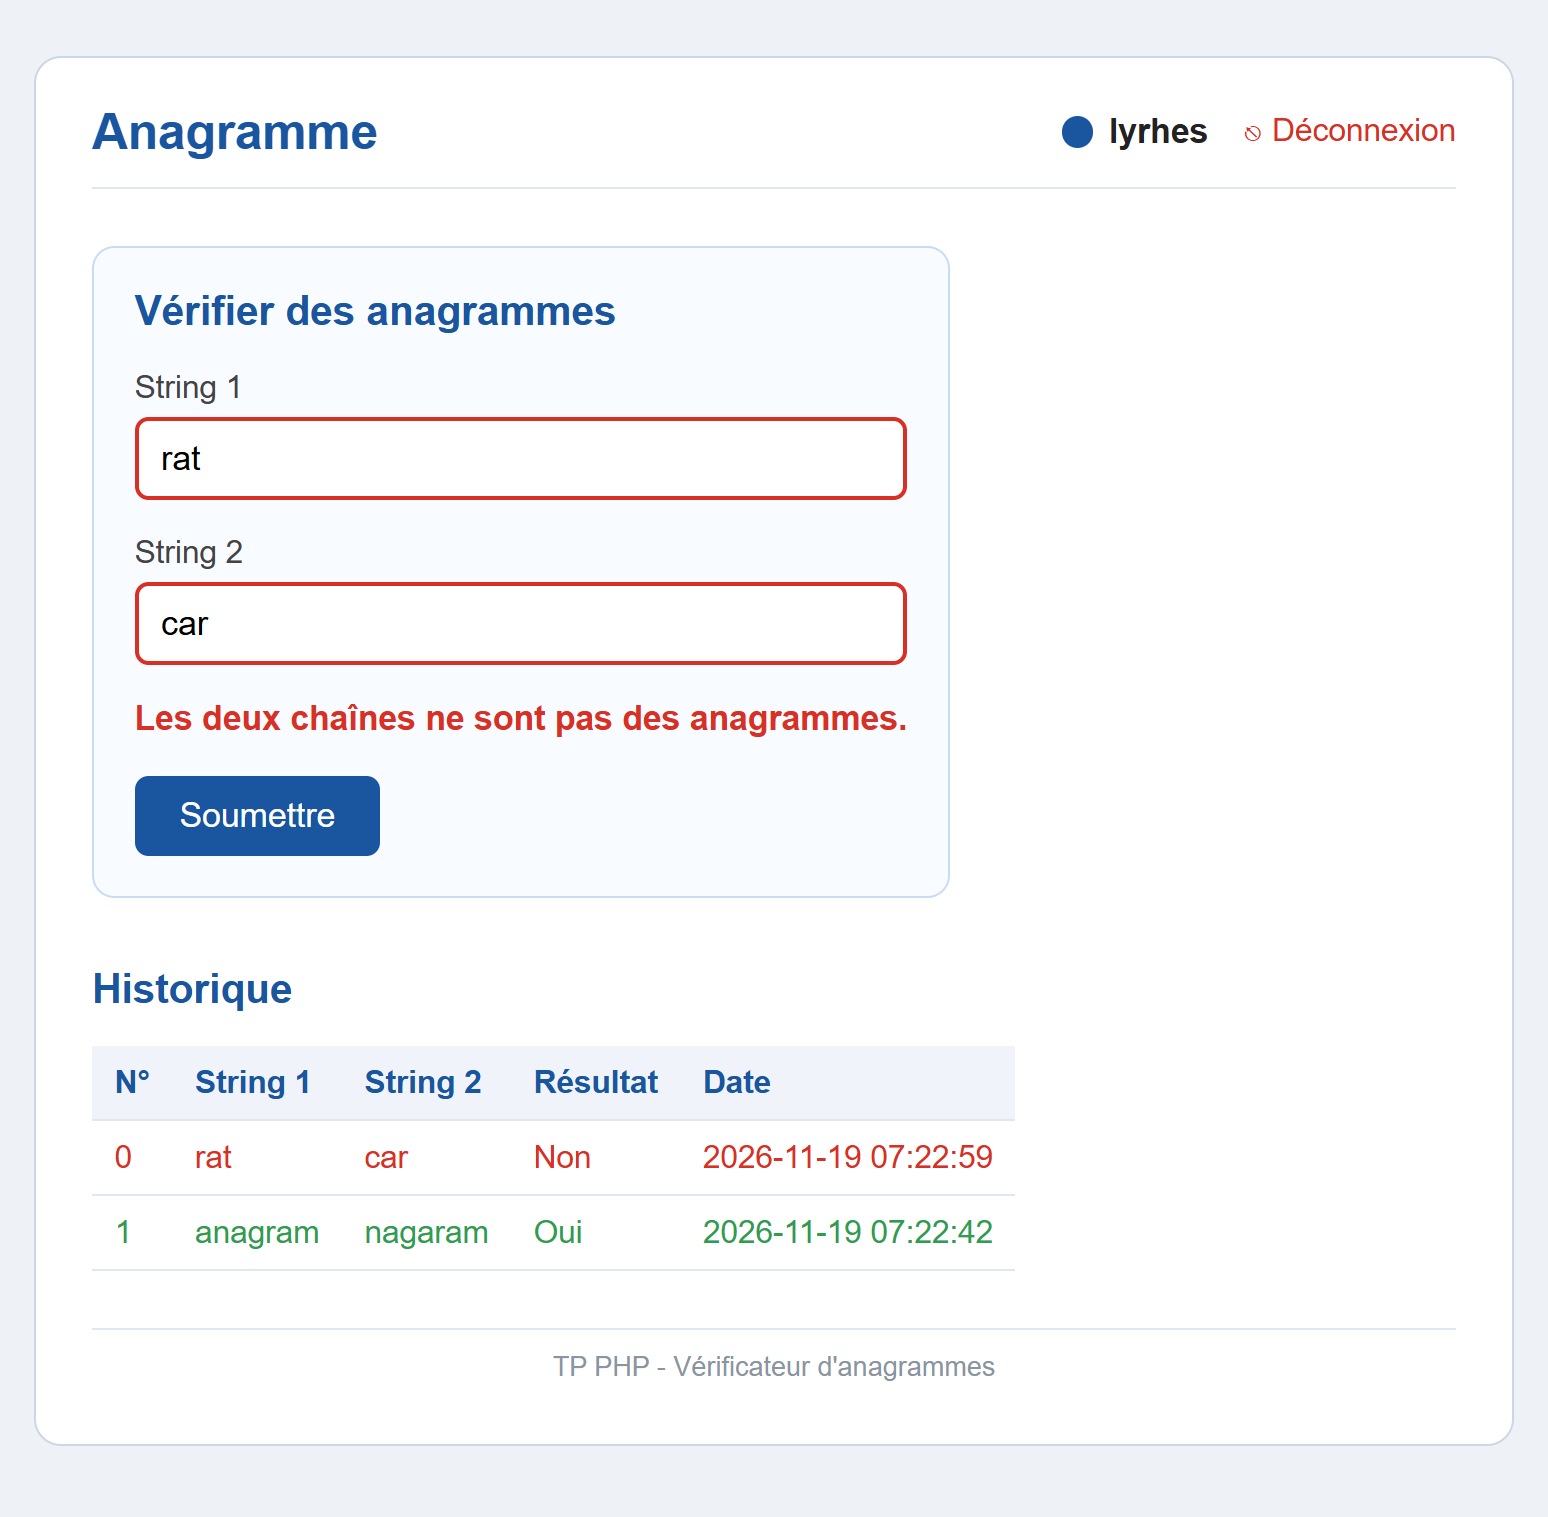 Anagramme lyrhes Déconnexion
Vérifier des anagrammes
String 1
rat
String 2
car
Les deux chaînes ne sont pas des anagrammes.
Soumettre
Historique
N° String 1 String 2 Résultat Date
0 rat car Non 2026-11-19 07:22:59
1 anagram nagaram Oui 2026-11-19 07:22:42
TP PHP - Vérificateur d'anagrammes